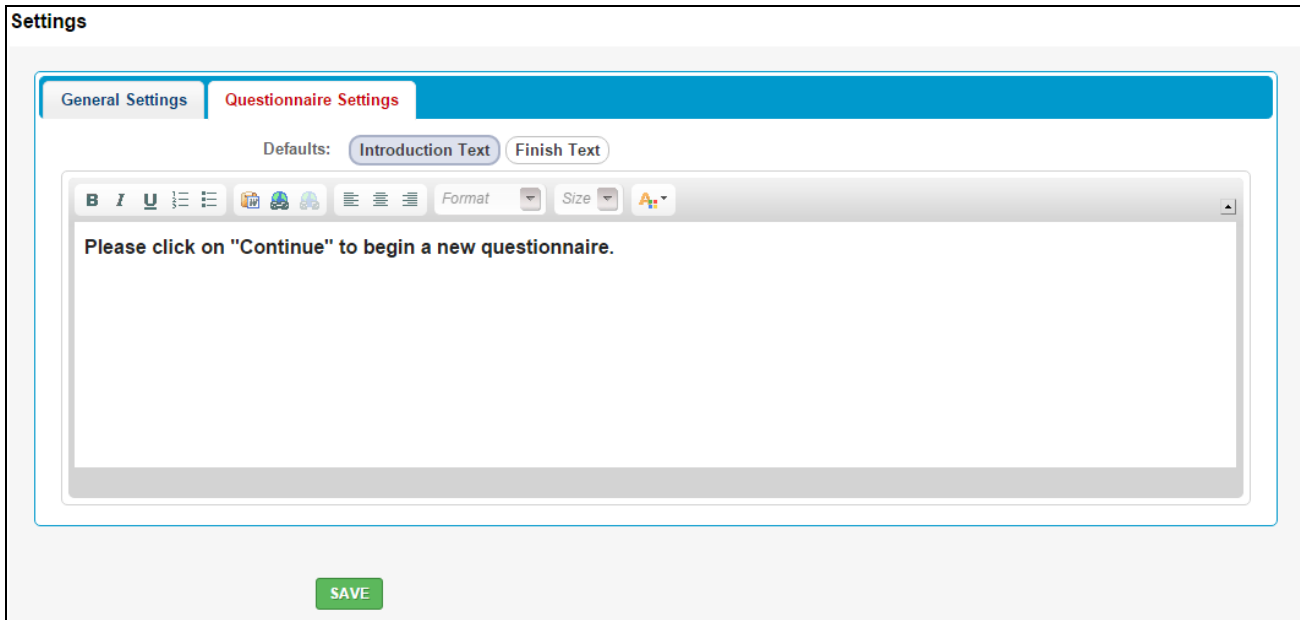 Settings
General Settings Questionnaire Settings
Defaults: Introduction Text Finish Text
B I U Format Size A
Please click on "Continue" to begin a new questionnaire.
SAVE